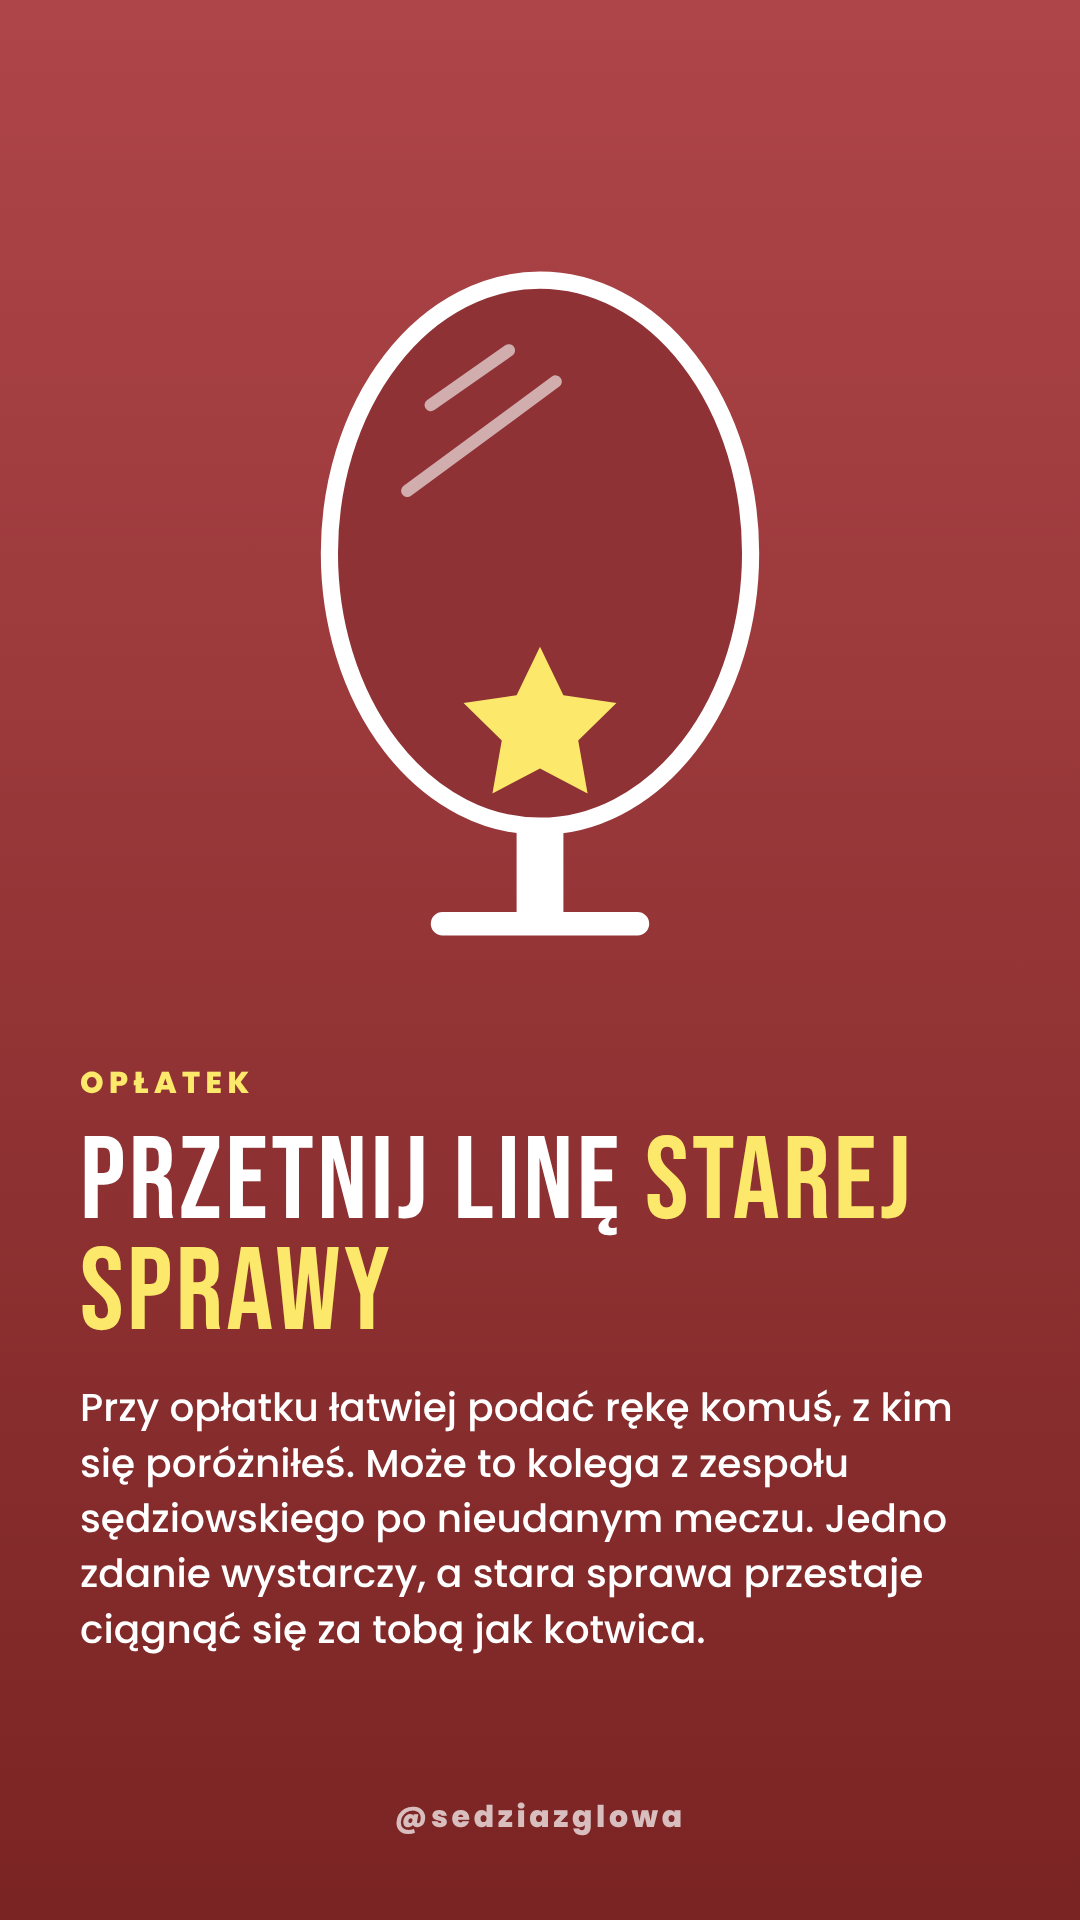 OPŁATEK
PRZETNIJ LINĘ STAREJ
SPRAWY
Przy opłatku łatwiej podać rękę komuś, z kim
się poróżniłeś. Może to kolega z zespołu
sędziowskiego po nieudanym meczu. Jedno
zdanie wystarczy, a stara sprawa przestaje
ciągnąć się za tobą jak kotwica.
@sedziazglowa